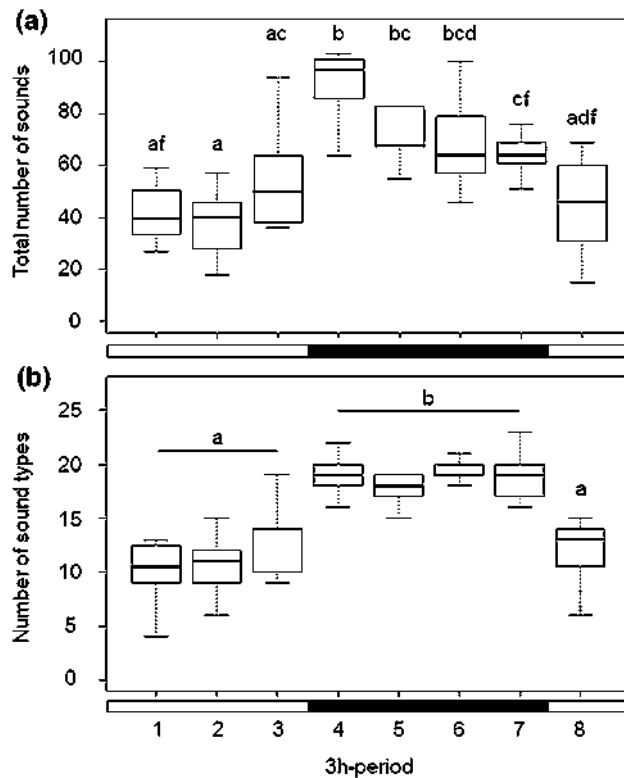 (a)
Total number of sounds
100
80
60
40
20
0
af
a
ac
b
bc
bcd
cf
adf
(b)
Number of sound types
25
20
15
10
5
0
a
b
a
1 2 3 4 5 6 7 8
3h-period